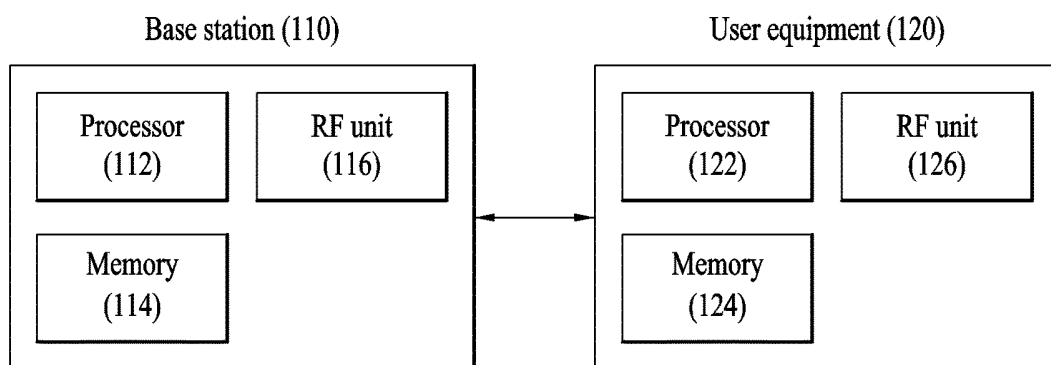 Base station (110)
Processor
(112)
RF unit
(116)
Memory
(114)
User equipment (120)
Processor
(122)
RF unit
(126)
Memory
(124)